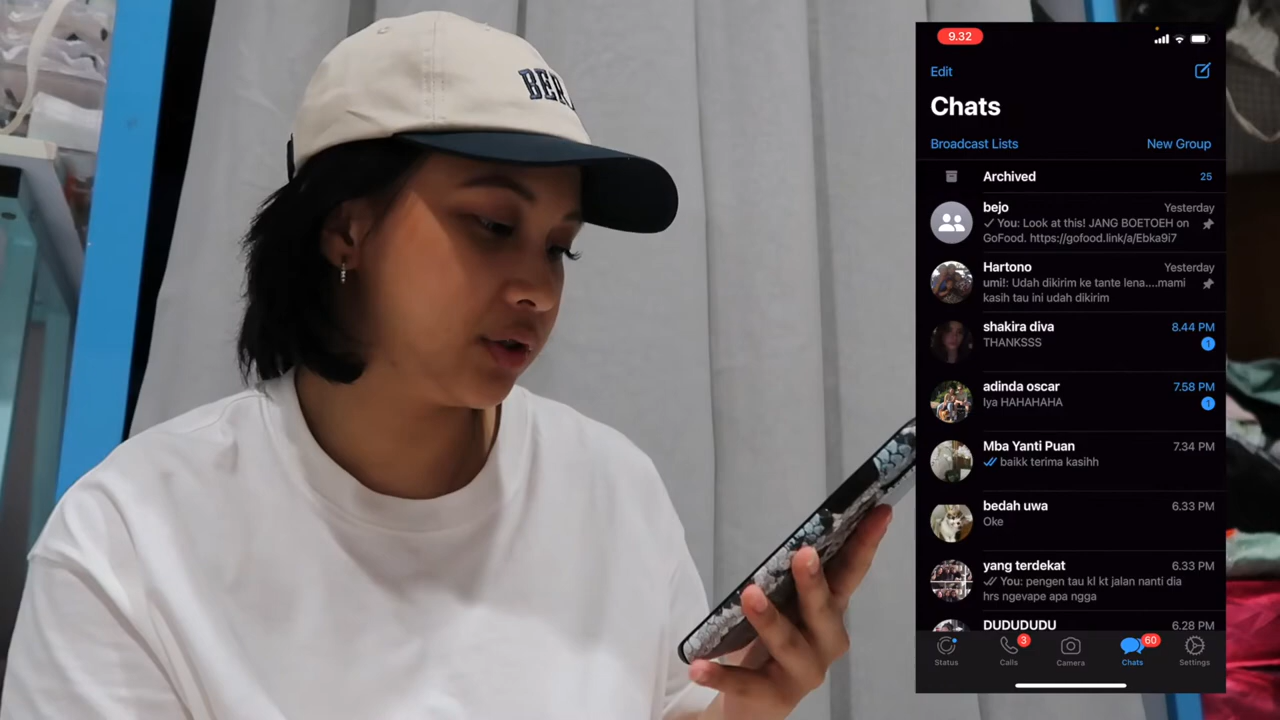 BER
9.32
Edit
Chats
Broadcast Lists
New Group
Archived
25
bejo
Yesterday
You: Look at this! JANG BOETOEH on
GoFood. https://gofood.link/a/Ebka9i7
Hartono
Yesterday
umi!: Udah dikirim ke tante lena....mami
kasih tau ini udah dikirim
shakira diva
8.44 PM
THANKSSS
1
adinda oscar
7.58 PM
Iya HAHAHAHA
1
Mba Yanti Puan
7.34 PM
baikk terima kasihh
bedah uwa
6.33 PM
Oke
yang terdekat
6.33 PM
You: pengen tau kl kt jalan nanti dia
hrs ngevape apa ngga
DUDUDUDU
6.28 PM
3
60
Status
Calls
Camera
Chats
Settings